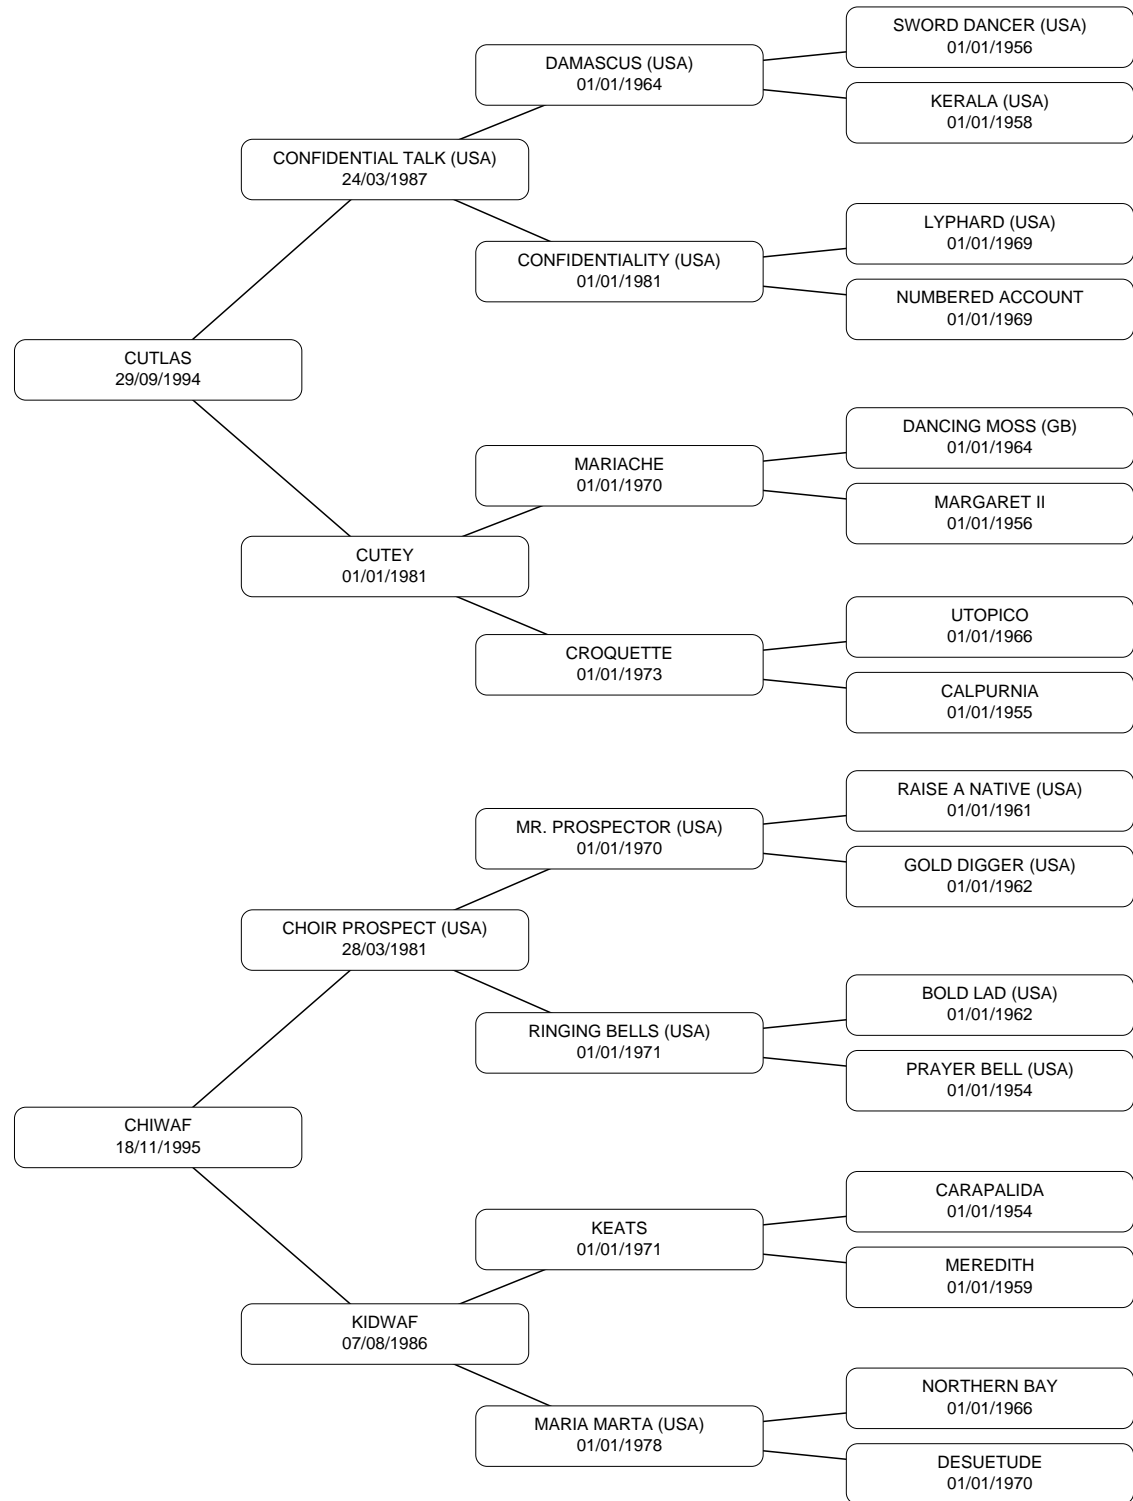 SWORD DANCER (USA)
01/01/1956
DAMASCUS (USA)
01/01/1964
KERALA (USA)
01/01/1958
CONFIDENTIAL TALK (USA)
24/03/1987
LYPHARD (USA)
01/01/1969
CONFIDENTIALITY (USA)
01/01/1981
NUMBERED ACCOUNT
01/01/1969
CUTLAS
29/09/1994
DANCING MOSS (GB)
01/01/1964
MARIACHE
01/01/1970
MARGARET II
01/01/1956
CUTEY
01/01/1981
UTOPICO
01/01/1966
CROQUETTE
01/01/1973
CALPURNIA
01/01/1955
RAISE A NATIVE (USA)
01/01/1961
MR. PROSPECTOR (USA)
01/01/1970
GOLD DIGGER (USA)
01/01/1962
CHOIR PROSPECT (USA)
28/03/1981
BOLD LAD (USA)
01/01/1962
RINGING BELLS (USA)
01/01/1971
PRAYER BELL (USA)
01/01/1954
CHIWAF
18/11/1995
CARAPALIDA
01/01/1954
KEATS
01/01/1971
MEREDITH
01/01/1959
KIDWAF
07/08/1986
NORTHERN BAY
01/01/1966
MARIA MARTA (USA)
01/01/1978
DESUETUDE
01/01/1970